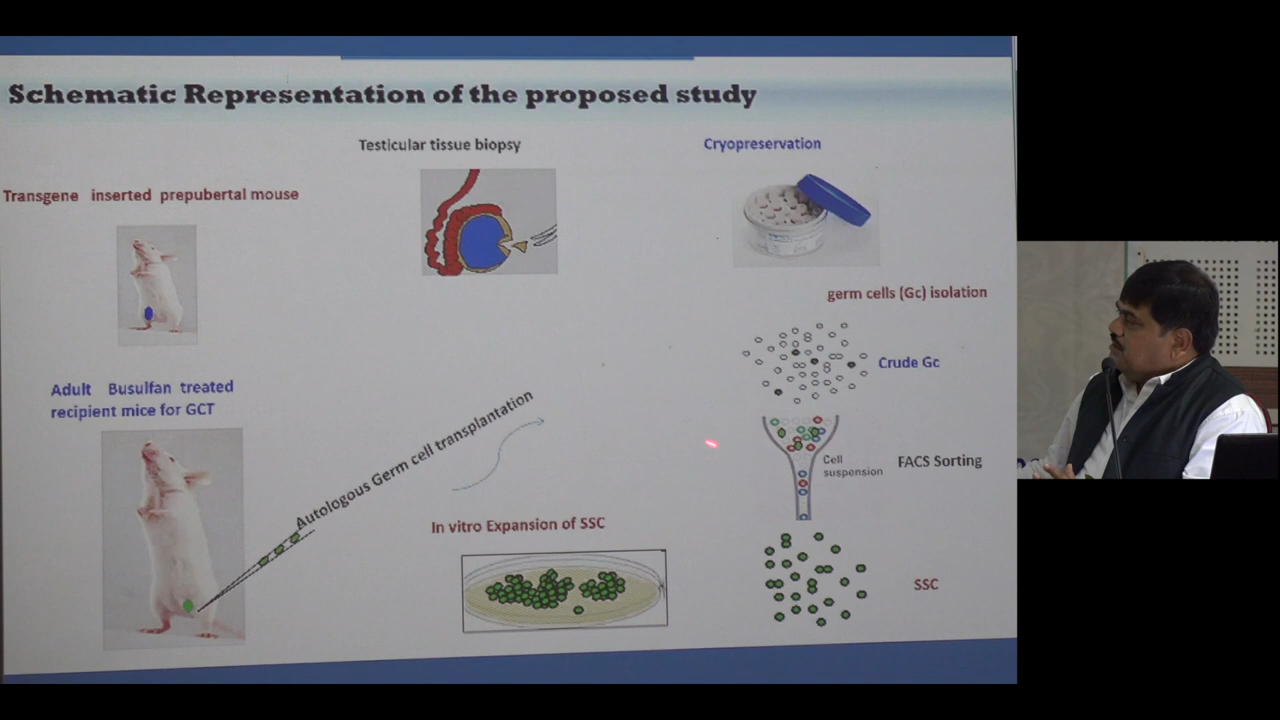 Schematic Representation of the proposed study
Testicular tissue biopsy
Cryopreservation
Transgene inserted prepubertal mouse
germ cells (Gc) isolation
Crude Gc
Adult Busulfan treated
recipient mice for GCT
Autologous Germ cell transplantation
Cell
suspension
FACS Sorting
In vitro Expansion of SSC
SSC